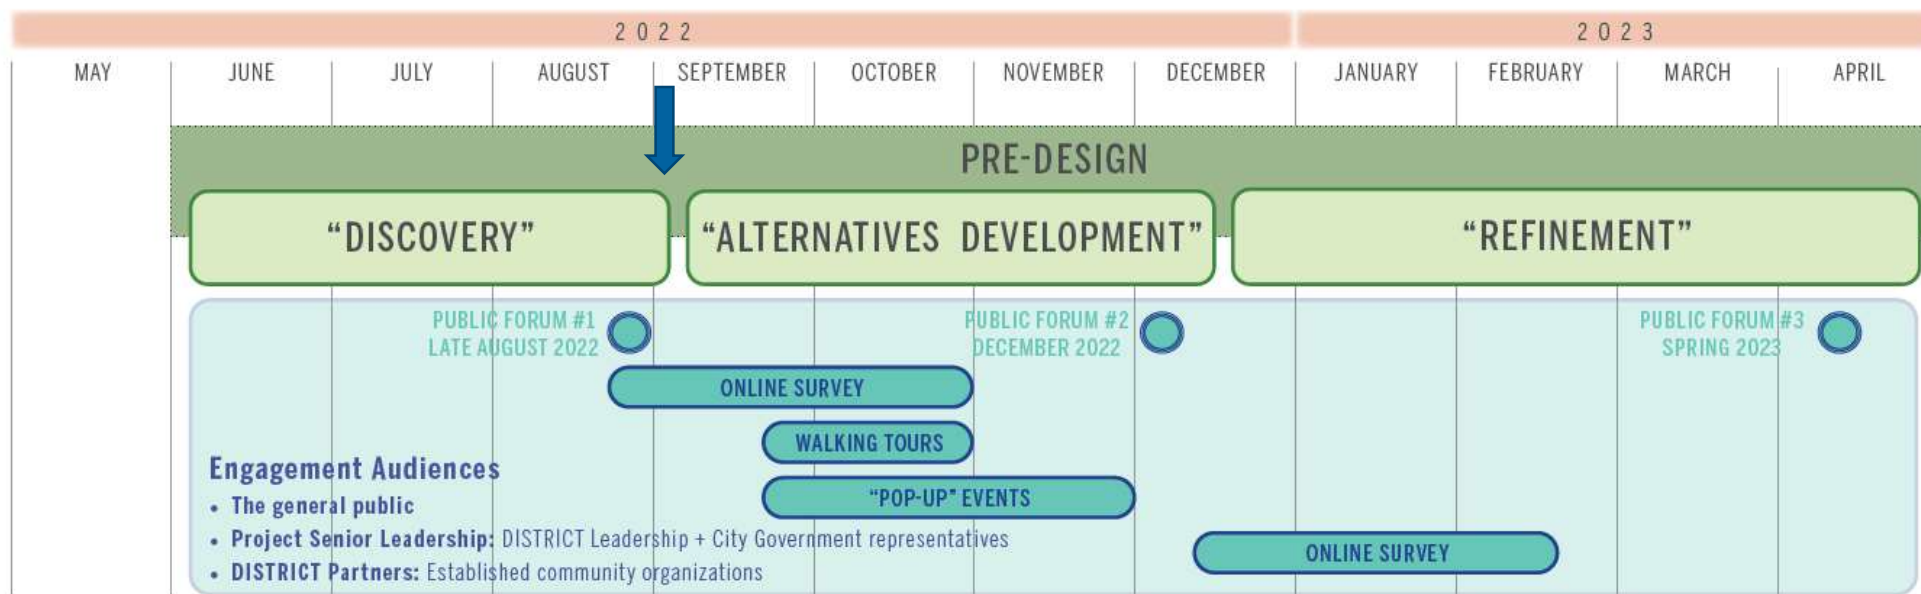 2022
2023
MAY
JUNE
JULY
AUGUST
SEPTEMBER
OCTOBER
NOVEMBER
DECEMBER
JANUARY
FEBRUARY
MARCH
APRIL
PRE-DESIGN
“DISCOVERY”
“ALTERNATIVES DEVELOPMENT”
“REFINEMENT”
PUBLIC FORUM #1
LATE AUGUST 2022
PUBLIC FORUM #2
DECEMBER 2022
PUBLIC FORUM #3
SPRING 2023
ONLINE SURVEY
WALKING TOURS
“POP-UP” EVENTS
ONLINE SURVEY
Engagement Audiences
• The general public
• Project Senior Leadership: DISTRICT Leadership + City Government representatives
• DISTRICT Partners: Established community organizations